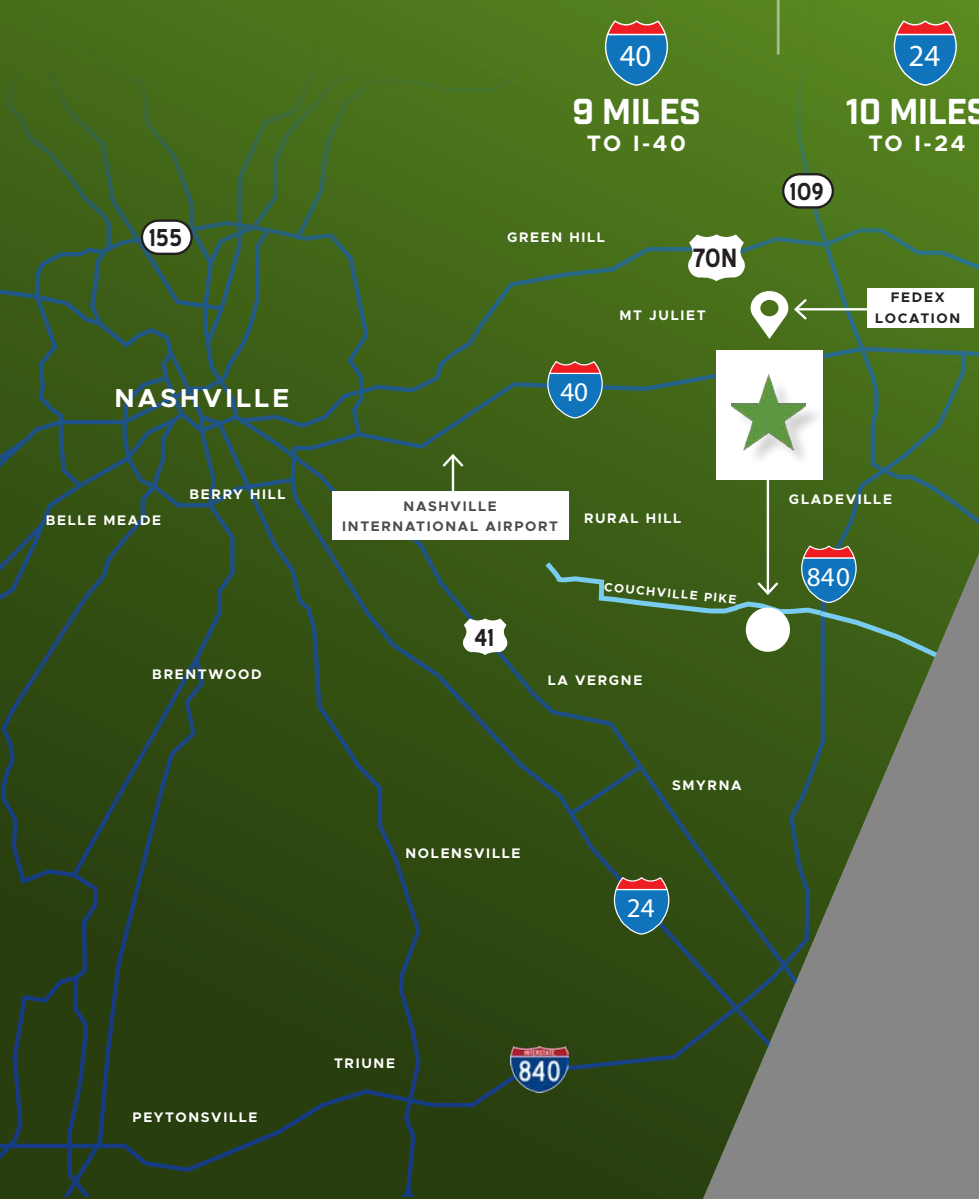 40
24
9 MILES
10 MILES
TO I-40
TO I-24
109
155
GREEN HILL
70N
FEDEX
LOCATION
MT JULIET
40
NASHVILLE
BERRY HILL
GLADEVILLE
NASHVILLE
INTERNATIONAL AIRPORT
RURAL HILL
BELLE MEADE
840
COUCHVILLE PIKE
41
BRENTWOOD
LA VERGNE
SMYRNA
NOLENSVILLE
24
TRIUNE
INTERSTATE
840
PEYTONSVILLE